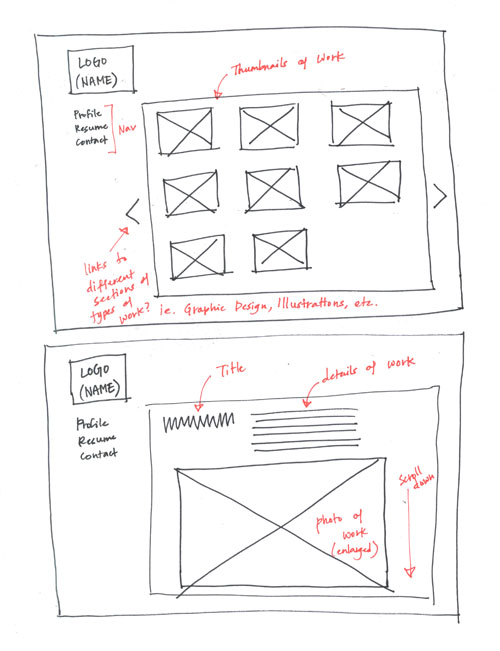 LOGO
(NAME)
Thumbnails of work
Profile
Resume
Contact
Nav
links to
different
sections of
types of
work? ie. Graphic Design, Illustrations, etc.
LOGO
(NAME)
Title
details of work
Profile
Resume
Contact
scroll
down
photo of
work
(enlarged)